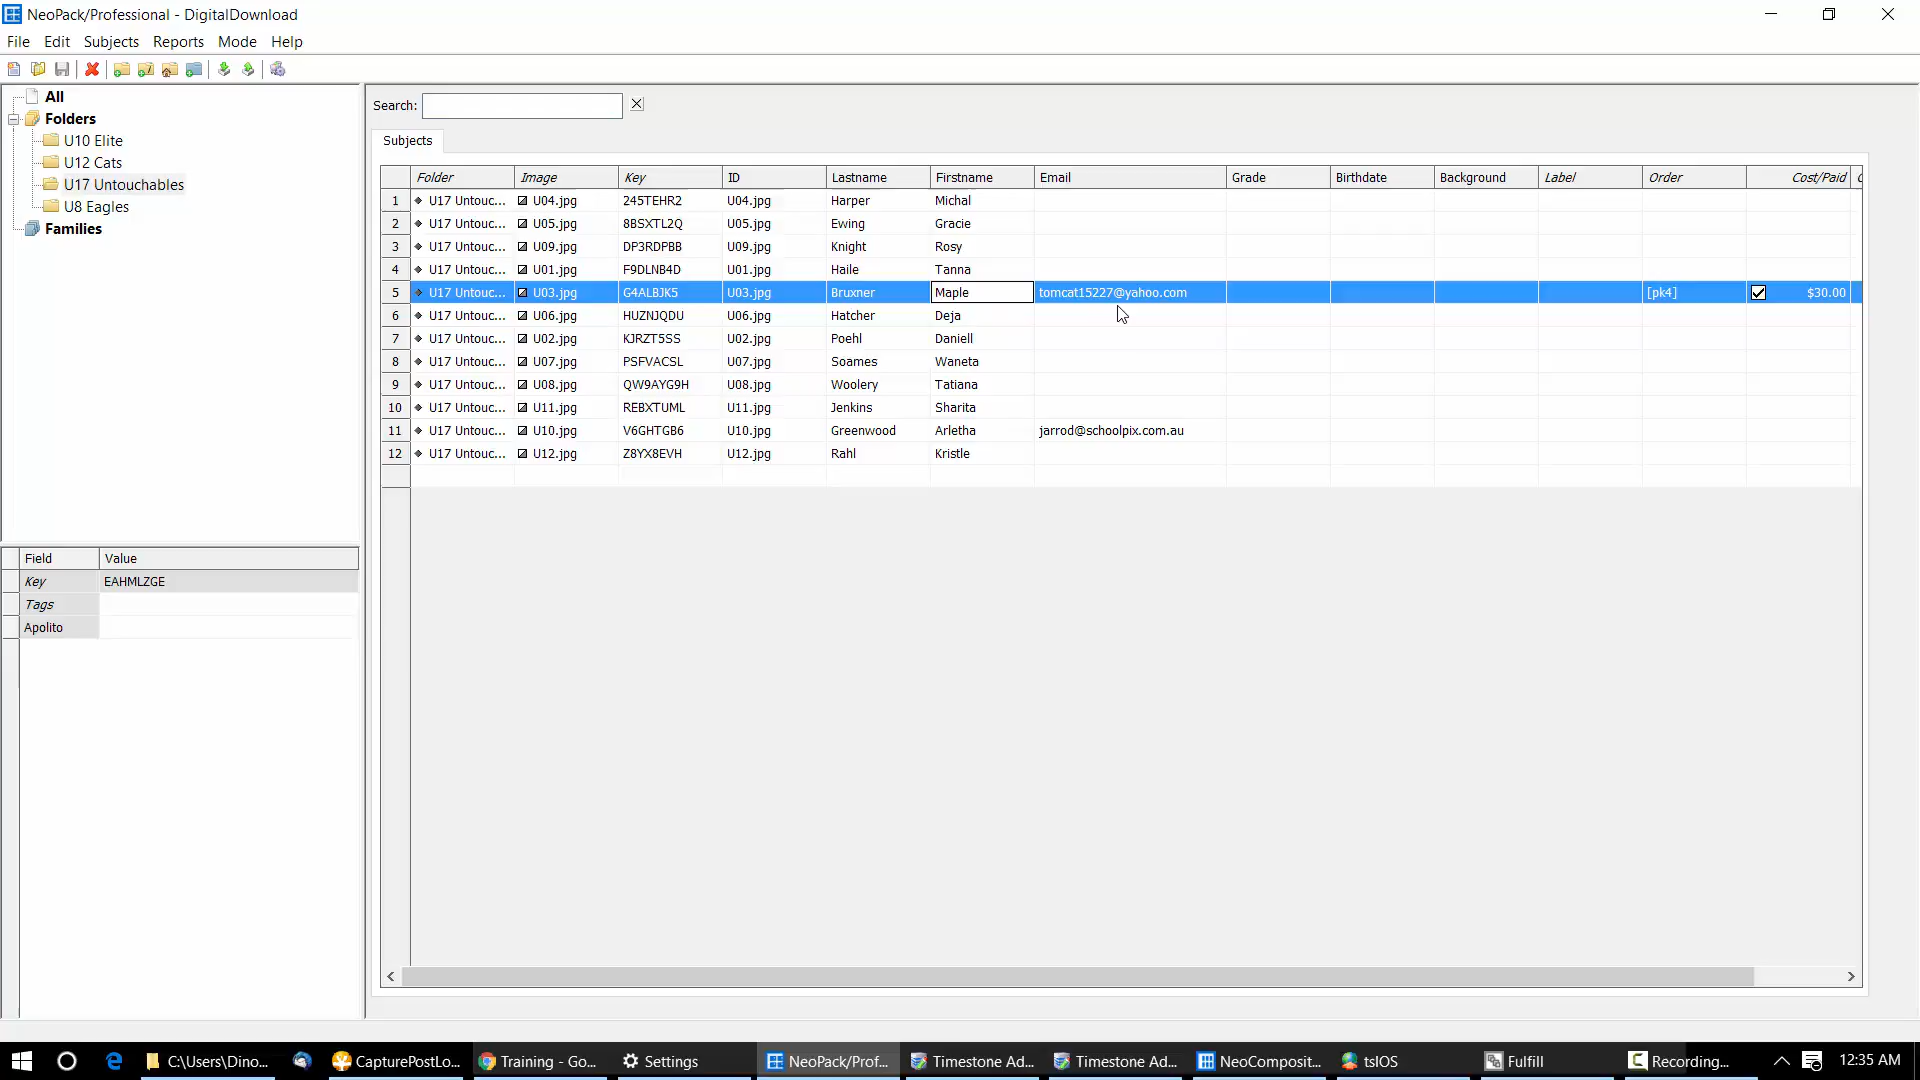 NeoPack/Professional - DigitalDownload
File Edit Subjects Reports Mode Help
All
Folders
U10 Elite
U12 Cats
U17 Untouchables
U8 Eagles
Families
Field Value
Key EAHMLZGE
Tags
Apolito
Search:
Subjects
Folder Image Key ID Lastname Firstname Email Grade Birthdate Background Label Order Cost/Paid
1 U17 Untouc... U04.jpg 245TEHR2 U04.jpg Harper Michal
2 U17 Untouc... U05.jpg 8BSXTL2Q U05.jpg Ewing Gracie
3 U17 Untouc... U09.jpg DP3RDPBB U09.jpg Knight Rosy
4 U17 Untouc... U01.jpg F9DLNB4D U01.jpg Haile Tanna
5 U17 Untouc... U03.jpg G4ALBJK5 U03.jpg Bruxner Maple tomcat15227@yahoo.com [pk4] $30.00
6 U17 Untouc... U06.jpg HUZNJQDU U06.jpg Hatcher Deja
7 U17 Untouc... U02.jpg KJRZT5SS U02.jpg Poehl Daniell
8 U17 Untouc... U07.jpg PSFVACSL U07.jpg Soames Waneta
9 U17 Untouc... U08.jpg QW9AYG9H U08.jpg Woolery Tatiana
10 U17 Untouc... U11.jpg REBXTUML U11.jpg Jenkins Sharita
11 U17 Untouc... U10.jpg V6GHTGB6 U10.jpg Greenwood Arletha jarrod@schoolpix.com.au
12 U17 Untouc... U12.jpg Z8YX8EVH U12.jpg Rahl Kristle
C:\Users\Dino... CapturePostLo... Training - Go... Settings NeoPack/Prof... Timestone Ad... Timestone Ad... NeoComposit... tsIOS Fulfill Recording... 12:35 AM